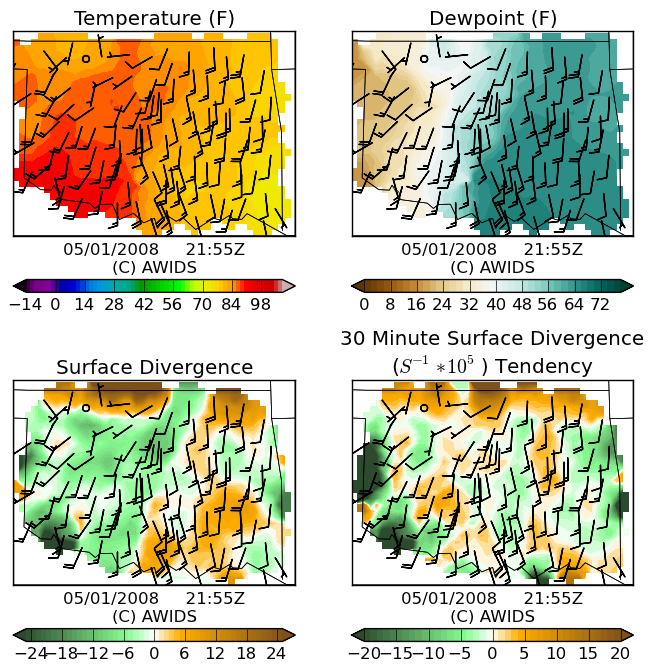 Temperature (F)
Dewpoint (F)
05/01/2008 21:55Z
(C) AWIDS
05/01/2008 21:55Z
(C) AWIDS
−14 0 14 28 42 56 70 84 98
0 8 16 24 32 40 48 56 64 72
Surface Divergence
30 Minute Surface Divergence
(S⁻¹ ∗10⁵ ) Tendency
05/01/2008 21:55Z
(C) AWIDS
05/01/2008 21:55Z
(C) AWIDS
−24 −18 −12 −6 0 6 12 18 24
−20 −15 −10 −5 0 5 10 15 20